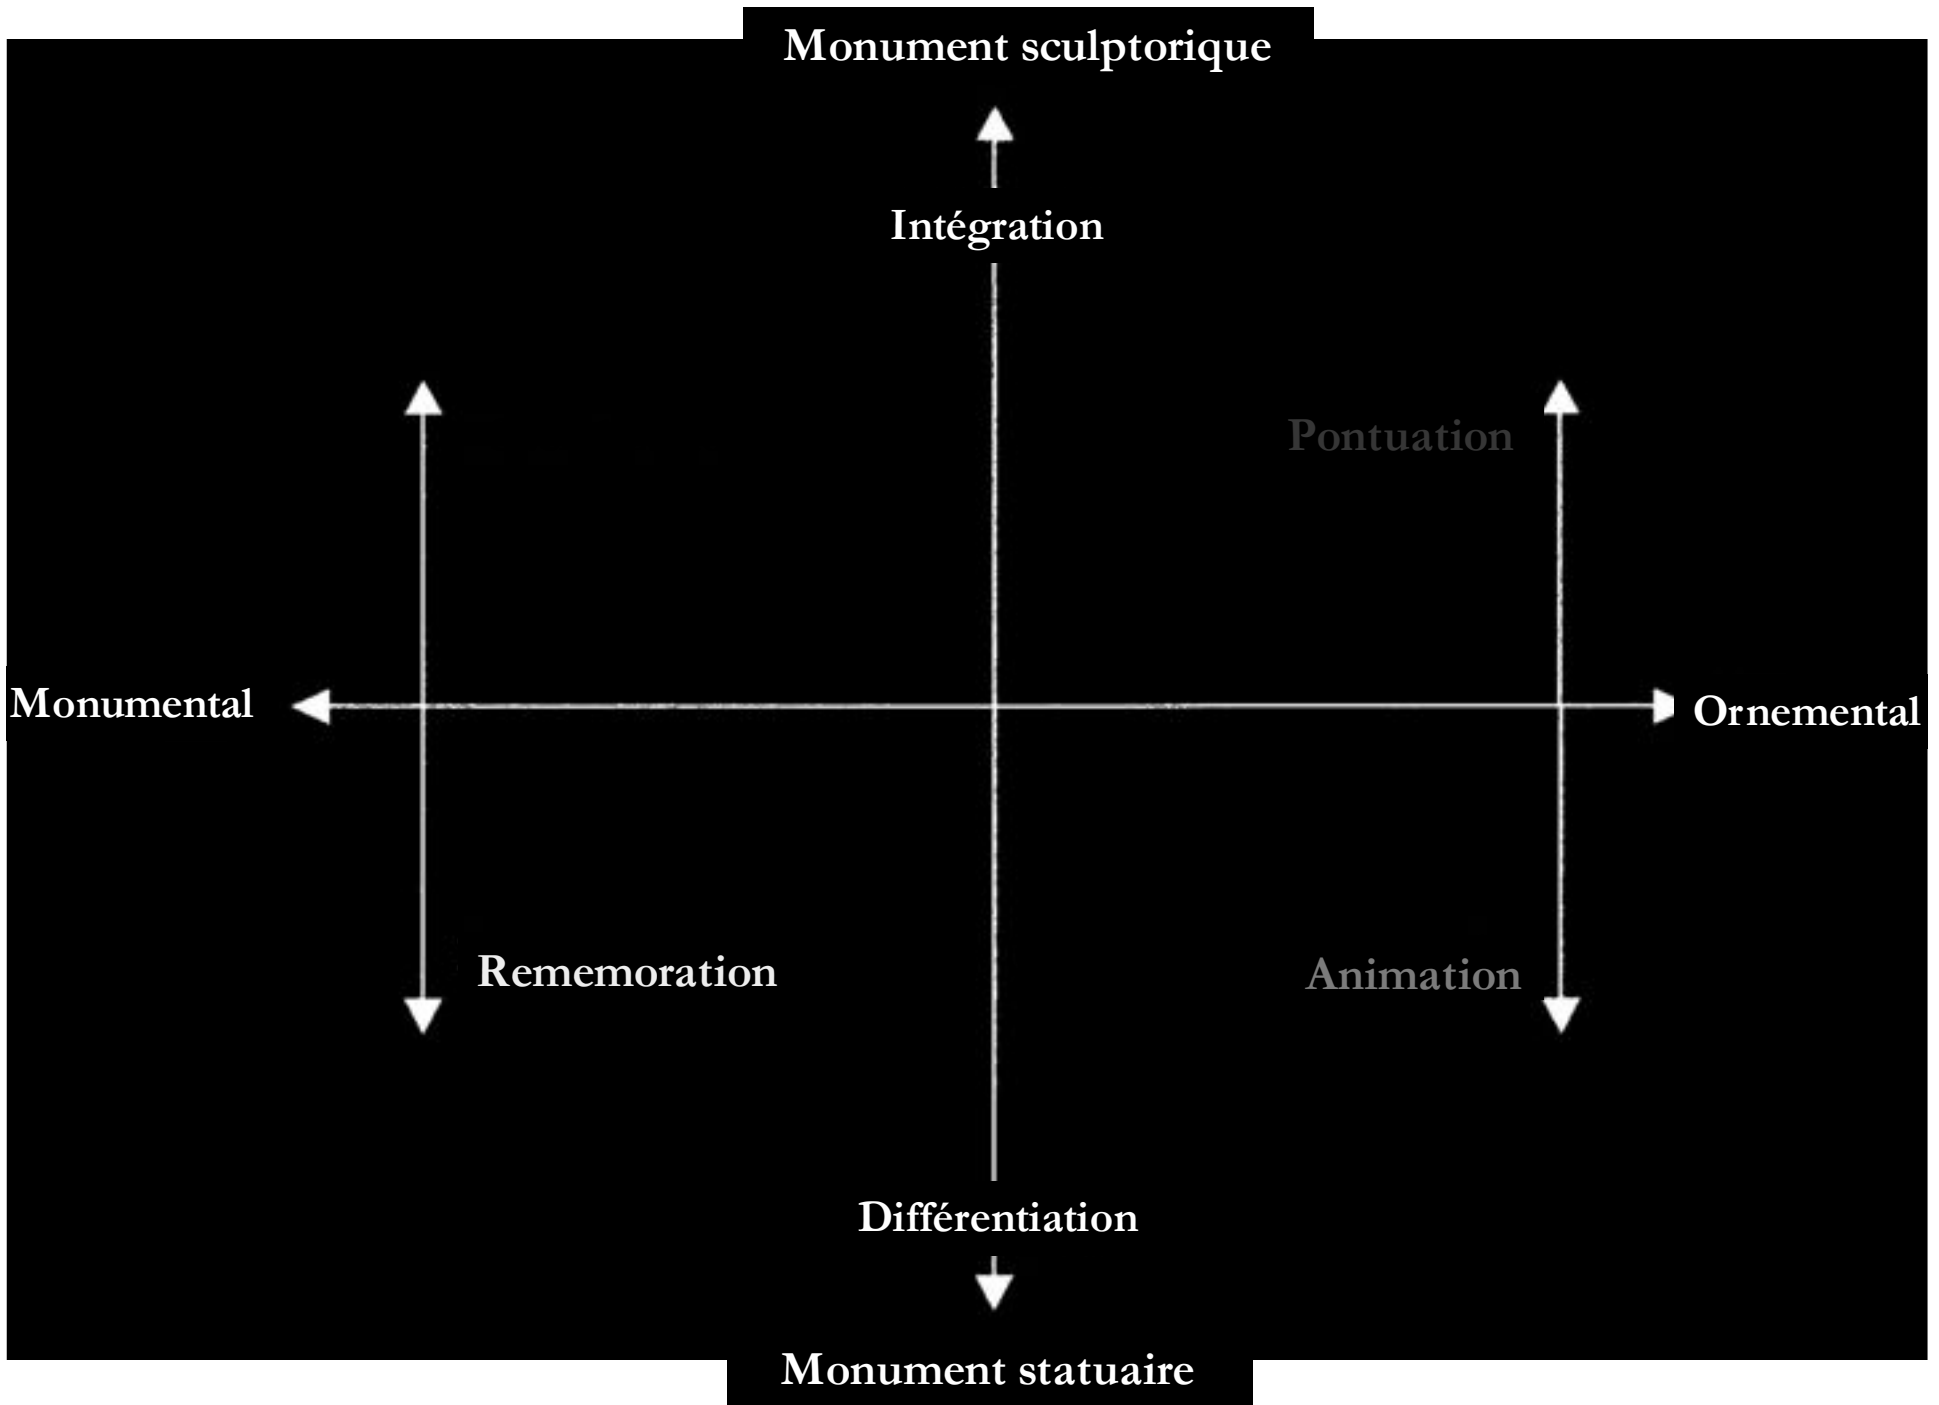 Monument sculptorique
Intégration
Pontuation
Monumental
Ornemental
Rememoration
Animation
Différentiation
Monument statuaire